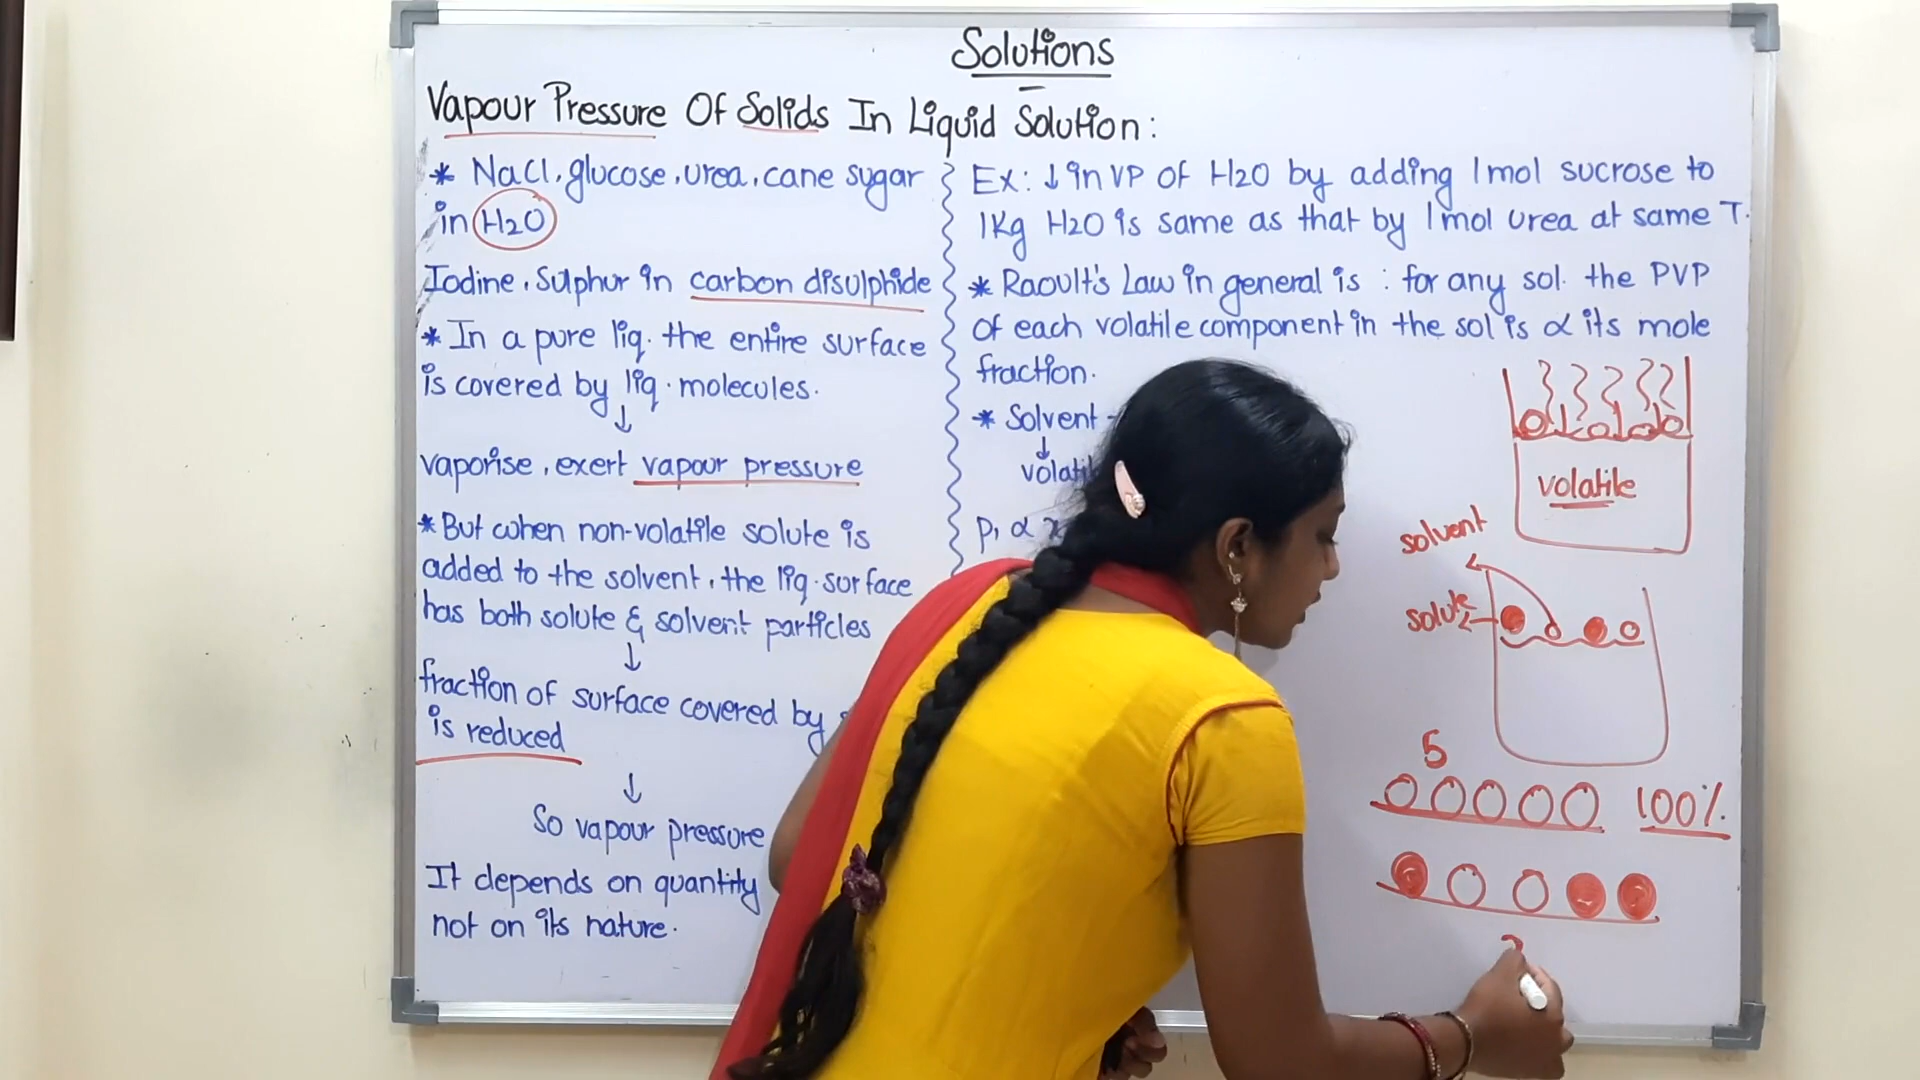 Solutions
Vapour Pressure Of Solids In Liquid Solution:
* NaCl, glucose, urea, cane sugar
in H2O
Iodine, Sulphur in carbon disulphide
* In a pure liq. the entire surface
is covered by liq. molecules.
↓
vaporise, exert vapour pressure
* But when non-volatile solute is
added to the solvent, the liq. surface
has both solute & solvent particles
↓
fraction of surface covered by
is reduced
↓
So vapour pressure
It depends on quantity
not on its nature.
Ex: ↓ in VP of H2O by adding 1 mol sucrose to
1Kg H2O is same as that by 1 mol urea at same T.
* Raoult's Law in general is : for any sol. the PVP
of each volatile component in the sol is α its mole
fraction.
* Solvent -
↓
p1 α
volatile
solvent
solute
5
100%